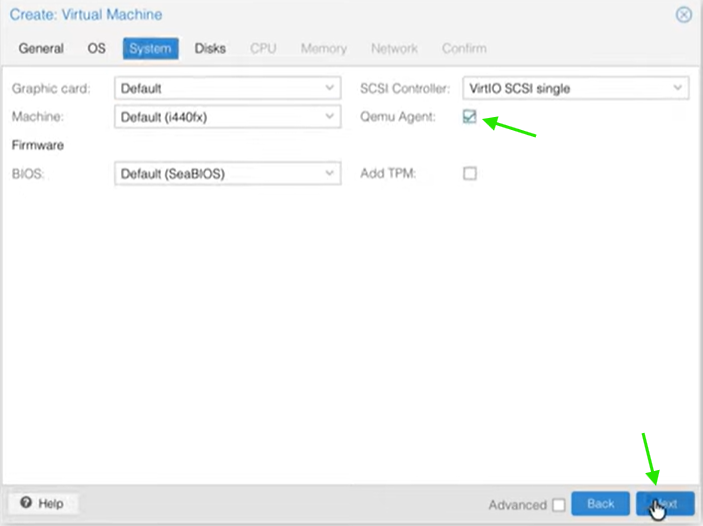 Create: Virtual Machine
General OS System Disks CPU Memory Network Confirm
Graphic card: Default SCSI Controller: VirtIO SCSI single
Machine: Default (i440fx) Qemu Agent:
Firmware
BIOS: Default (SeaBIOS) Add TPM:
Help Advanced Back Next